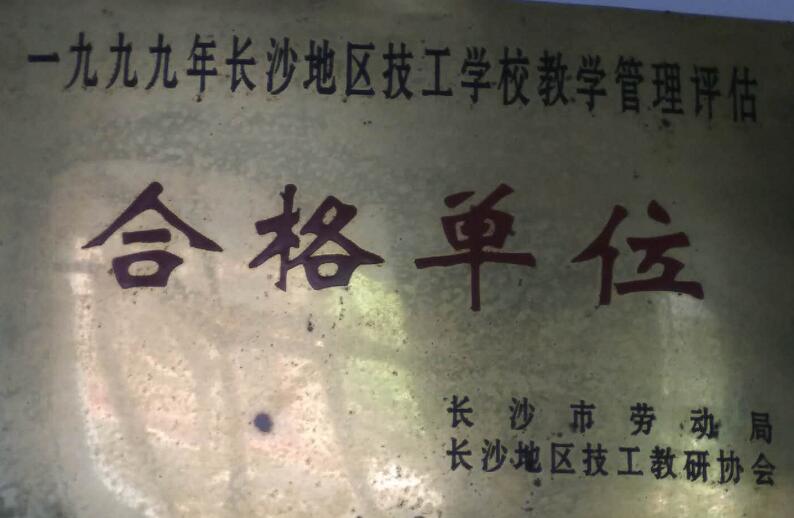 一九九九年长沙地区技工学校教学管理评估
合格单位
长沙市劳动局
长沙地区技工教研协会